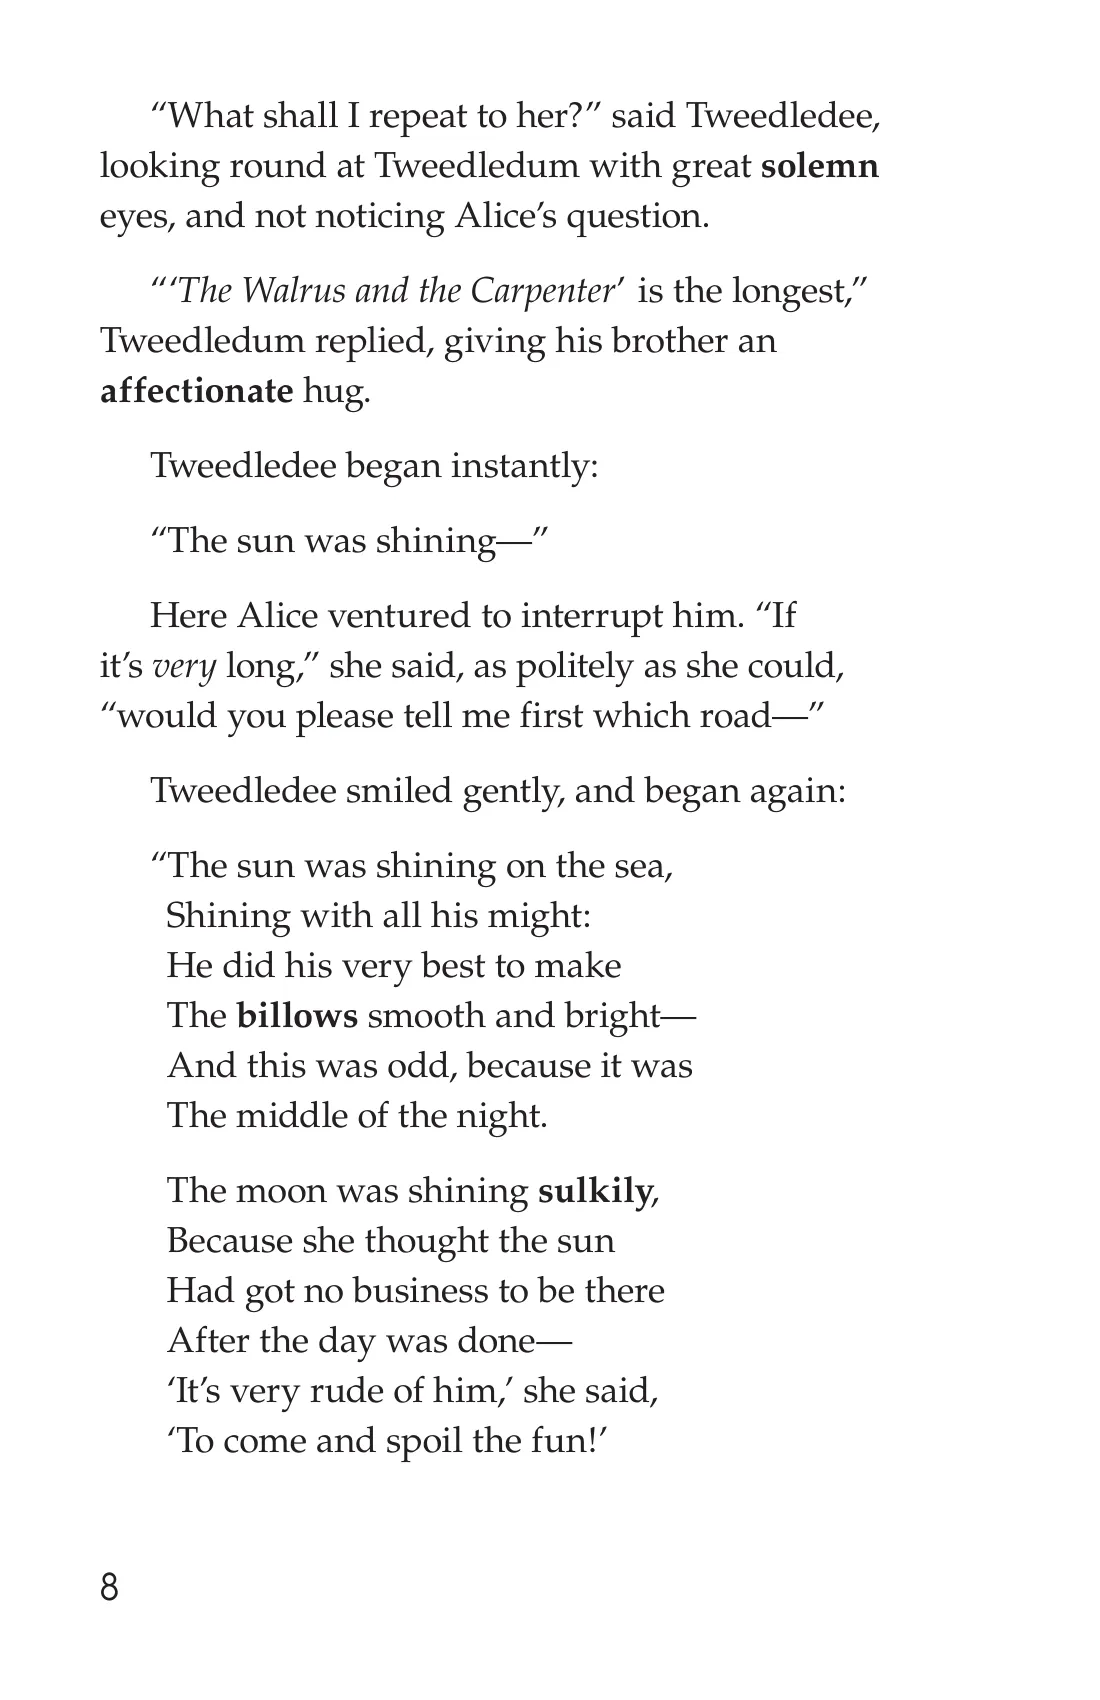 “What shall I repeat to her?” said Tweedledee,
looking round at Tweedledum with great solemn
eyes, and not noticing Alice’s question.
“‘The Walrus and the Carpenter’ is the longest,”
Tweedledum replied, giving his brother an
affectionate hug.
Tweedledee began instantly:
“The sun was shining—”
Here Alice ventured to interrupt him. “If
it’s very long,” she said, as politely as she could,
“would you please tell me first which road—”
Tweedledee smiled gently, and began again:
“The sun was shining on the sea,
Shining with all his might:
He did his very best to make
The billows smooth and bright—
And this was odd, because it was
The middle of the night.
The moon was shining sulkily,
Because she thought the sun
Had got no business to be there
After the day was done—
‘It’s very rude of him,’ she said,
‘To come and spoil the fun!’
8